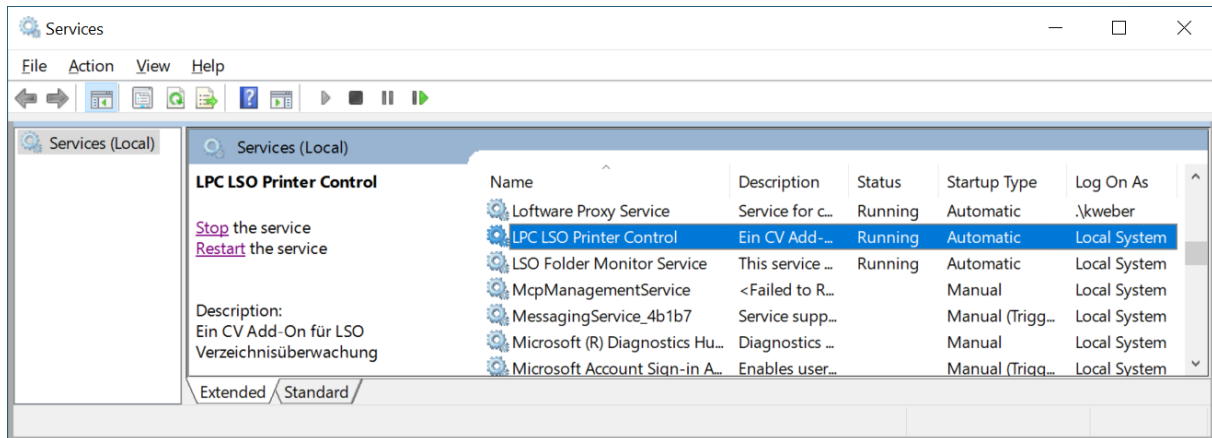 Services
File Action View Help
Services (Local)
Services (Local)
LPC LSO Printer Control
Stop the service
Restart the service
Description:
Ein CV Add-On für LSO
Verzeichnisüberwachung
Name Description Status Startup Type Log On As
Loftware Proxy Service Service for c... Running Automatic .\kweber
LPC LSO Printer Control Ein CV Add-... Running Automatic Local System
LSO Folder Monitor Service This service ... Running Automatic Local System
McpManagementService <Failed to R... Manual Local System
MessagingService_4b1b7 Service supp... Manual (Trigg... Local System
Microsoft (R) Diagnostics Hu... Diagnostics ... Manual Local System
Microsoft Account Sign-in A... Enables user... Manual (Trigg... Local System
Extended Standard